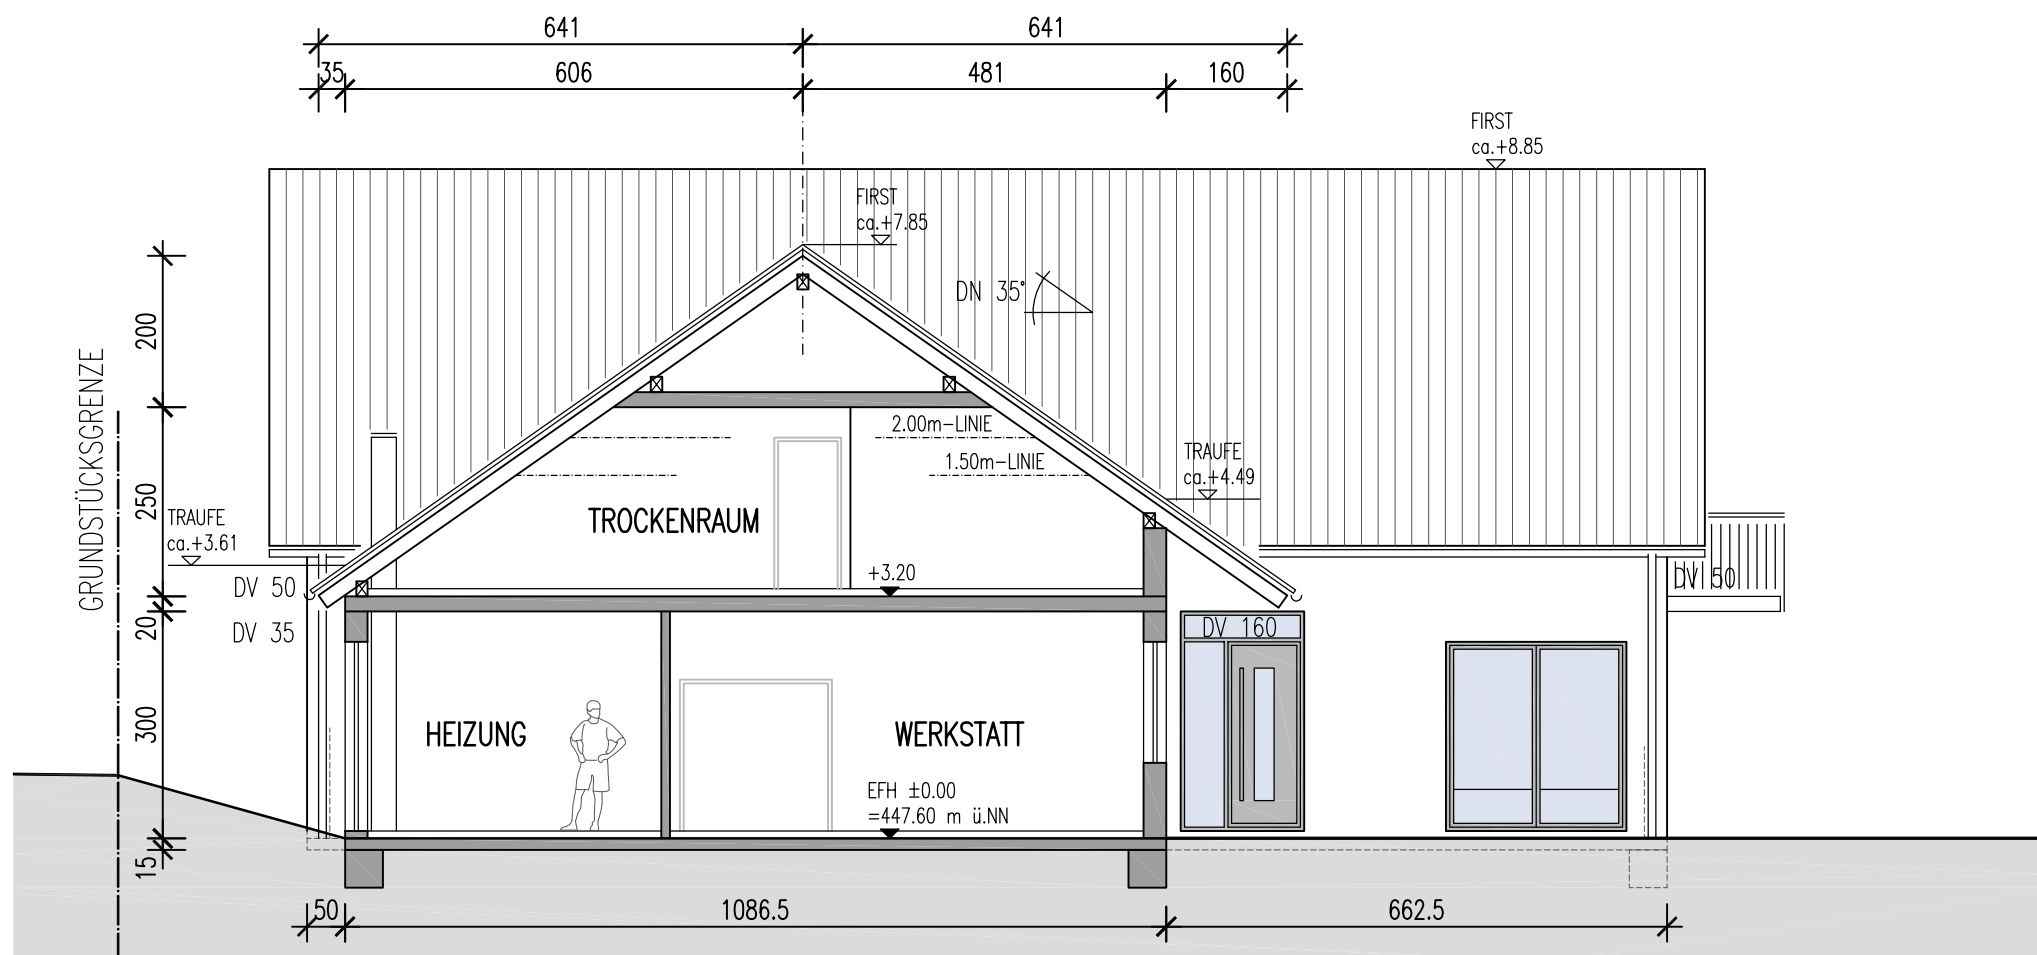 641
641
35
606
481
160
FIRST
ca.+8.85
FIRST
ca.+7.85
DN 35°
200
GRUNDSTÜCKSGRENZE
2.00m-LINIE
1.50m-LINIE
TRAUFE
ca.+4.49
250
TROCKENRAUM
TRAUFE
ca.+3.61
DV 50
+3.20
DV 50
20
DV 35
DV 160
300
HEIZUNG
WERKSTATT
EFH ±0.00
=447.60 m ü.NN
15
50
1086.5
662.5